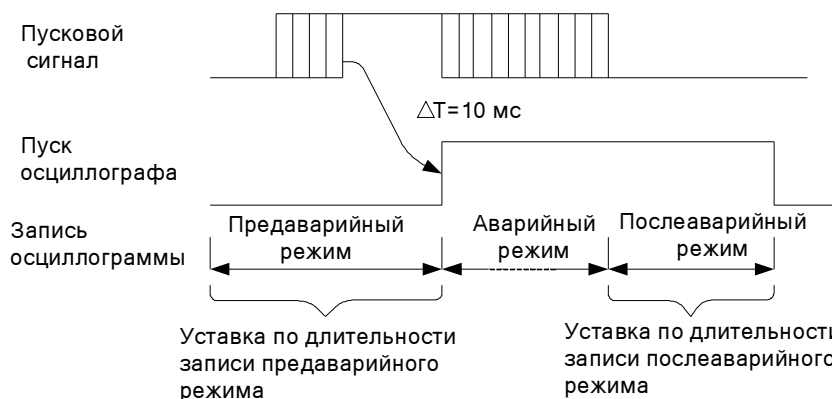 Пусковой
сигнал
△T=10 мс
Пуск
осциллографа
Запись
осциллограммы
Предаварийный
режим
Аварийный
режим
Послеаварийный
режим
Уставка по длительности
записи предаварийного
режима
Уставка по длительности
записи послеаварийного
режима